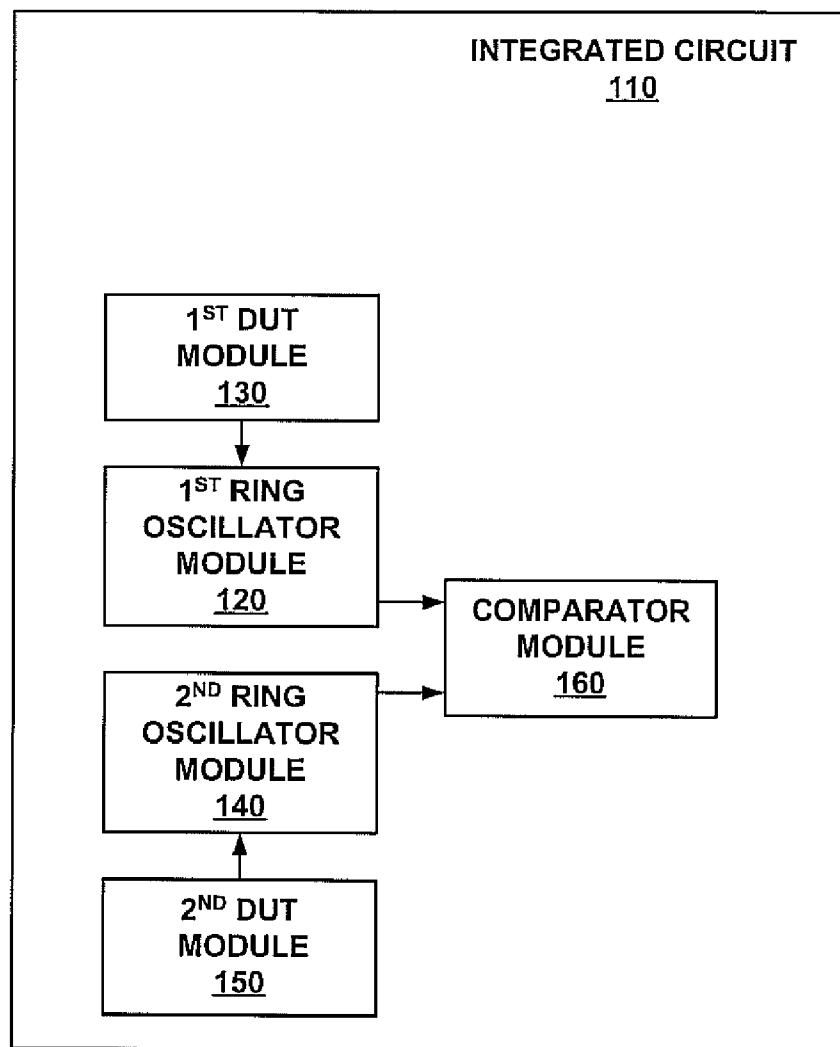 INTEGRATED CIRCUIT
110
1ST DUT
MODULE
130
1ST RING
OSCILLATOR
MODULE
120
COMPARATOR
MODULE
160
2ND RING
OSCILLATOR
MODULE
140
2ND DUT
MODULE
150